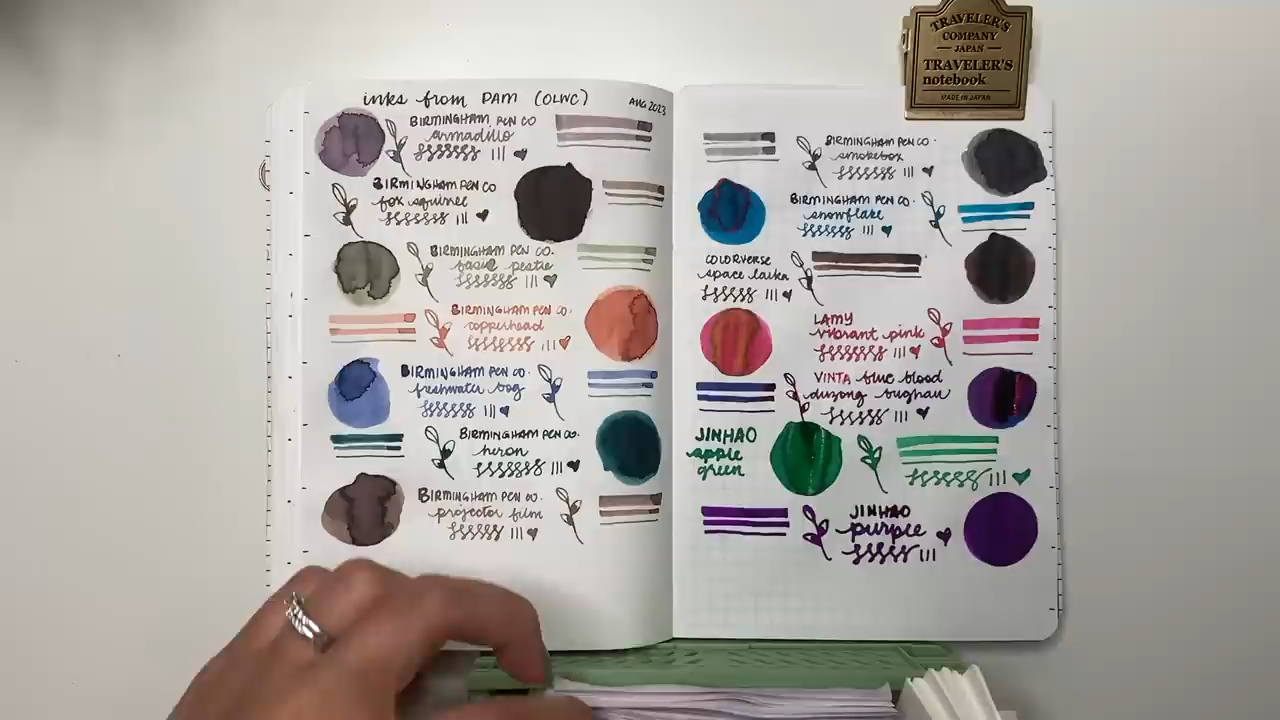 inks from PAM (OLWC)
AUG 2023
BIRMINGHAM PEN CO
armadillo
BIRMINGHAM PEN CO
fox squirrel
BIRMINGHAM PEN CO.
basic
BIRMINGHAM PEN CO.
copperhead
BIRMINGHAM PEN CO.
freshwater bog
BIRMINGHAM PEN CO.
heron
BIRMINGHAM PEN CO.
projector film
BIRMINGHAM PEN CO.
smokebox
BIRMINGHAM PEN CO.
snowflake
COLORVERSE
space laika
LAMY
vibrant pink
VINTA blue blood
dugong bughaw
JINHAO
apple
green
JINHAO
purple
TRAVELER'S
COMPANY
JAPAN
TRAVELER'S
notebook
MADE IN JAPAN